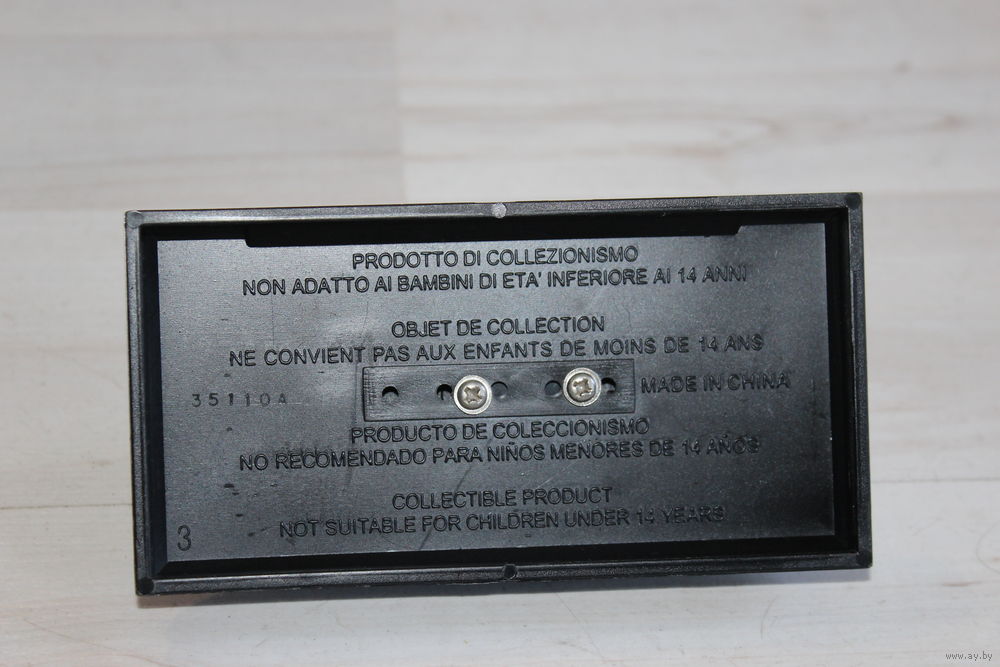 PRODOTTO DI COLLEZIONISMO
NON ADATTO AI BAMBINI DI ETA' INFERIORE AI 14 ANNI
OBJET DE COLLECTION
NE CONVIENT PAS AUX ENFANTS DE MOINS DE 14 ANS
MADE IN CHINA
35110A
PRODUCTO DE COLECCIONISMO
NO RECOMENDADO PARA NIÑOS MENORES DE 14 AÑOS
COLLECTIBLE PRODUCT
NOT SUITABLE FOR CHILDREN UNDER 14 YEARS
3
www.ay.by